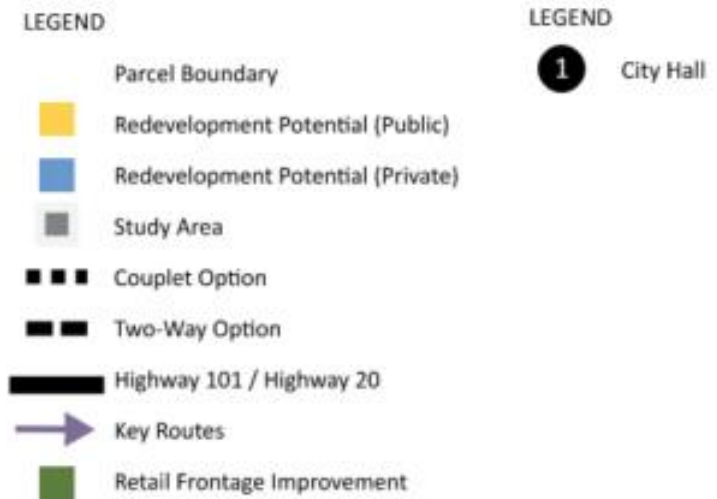 LEGEND
Parcel Boundary
Redevelopment Potential (Public)
Redevelopment Potential (Private)
Study Area
Couplet Option
Two-Way Option
Highway 101 / Highway 20
Key Routes
Retail Frontage Improvement
LEGEND
1 City Hall